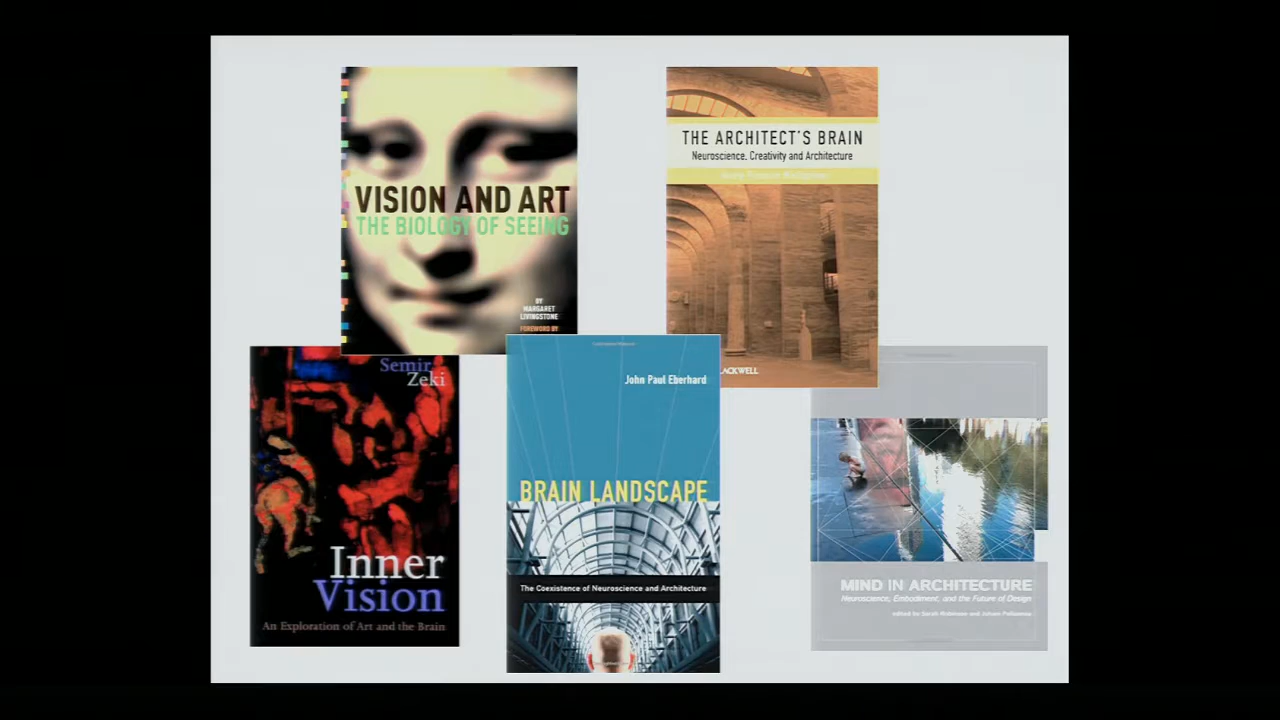 VISION AND ART
THE BIOLOGY OF SEEING
BY
MARGARET
LIVINGSTONE
FOREWORD BY
THE ARCHITECT'S BRAIN
Neuroscience, Creativity and Architecture
LACKWELL
Semir
Zeki
Inner
Vision
An Exploration of Art and the Brain
John Paul Eberhard
BRAIN LANDSCAPE
The Coexistence of Neuroscience and Architecture
MIND IN ARCHITECTURE
Neuroscience, Embodiment, and the Future of Design
edited by Sarah Robinson and Juhani Pallasmaa